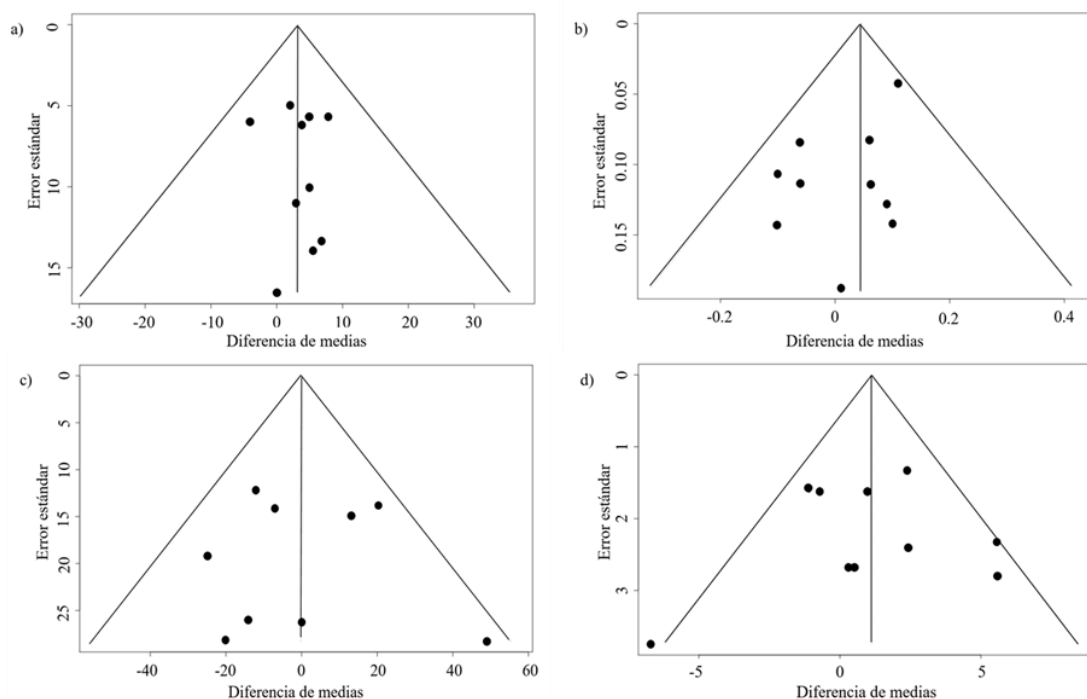 a)
0
5
10
15
Error estándar
-30 -20 -10 0 10 20 30
Diferencia de medias
b)
0
0.05
0.10
0.15
Error estándar
-0.2 0 0.2 0.4
Diferencia de medias
c)
0
5
10
15
20
25
Error estándar
-40 -20 0 20 40 60
Diferencia de medias
d)
0
1
2
3
Error estándar
-5 0 5
Diferencia de medias